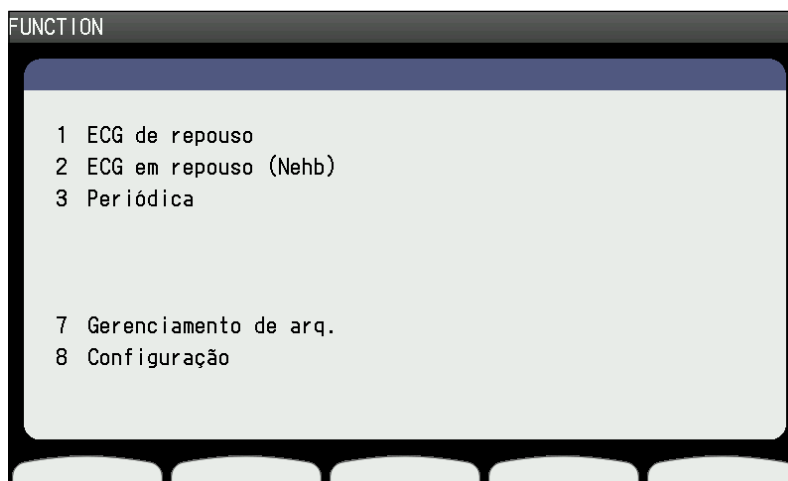 FUNCTION
1 ECG de repouso
2 ECG em repouso (Nehb)
3 Periódica
7 Gerenciamento de arq.
8 Configuração